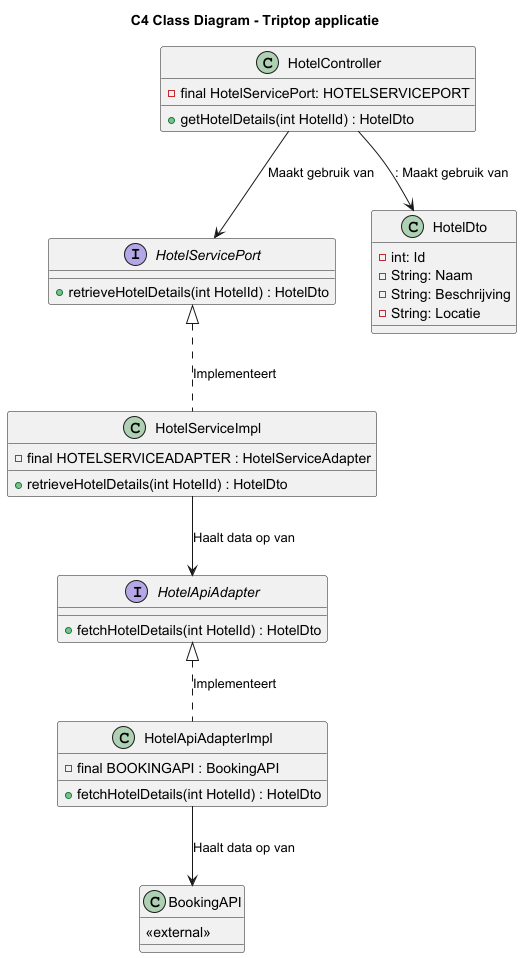 C4 Class Diagram - Triptop applicatie
C HotelController
final HotelServicePort: HOTELSERVICEPORT
getHotelDetails(int HotelId) : HotelDto
Maakt gebruik van
: Maakt gebruik van
I HotelServicePort
retrieveHotelDetails(int HotelId) : HotelDto
C HotelDto
int: Id
String: Naam
String: Beschrijving
String: Locatie
Implementeert
C HotelServiceImpl
final HOTELSERVICEADAPTER : HotelServiceAdapter
retrieveHotelDetails(int HotelId) : HotelDto
Haalt data op van
I HotelApiAdapter
fetchHotelDetails(int HotelId) : HotelDto
Implementeert
C HotelApiAdapterImpl
final BOOKINGAPI : BookingAPI
fetchHotelDetails(int HotelId) : HotelDto
Haalt data op van
C BookingAPI
«external»